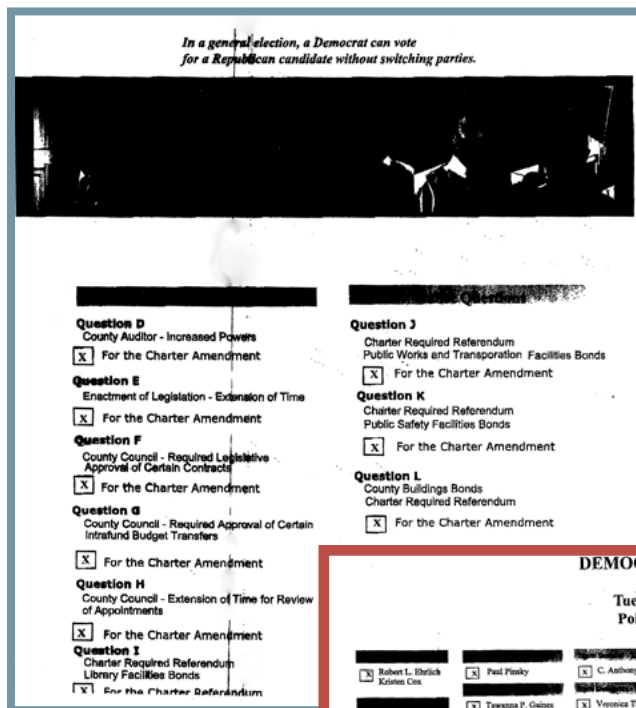 In a general election, a Democrat can vote
for a Republican candidate without switching parties.
Question D
County Auditor - Increased Powers
X For the Charter Amendment
Question E
Enactment of Legislation - Extension of Time
X For the Charter Amendment
Question F
County Council - Required Legislative
Approval of Certain Contracts
X For the Charter Amendment
Question G
County Council - Required Approval of Certain
Intrafund Budget Transfers
X For the Charter Amendment
Question H
County Council - Extension of Time for Review
of Appointments
X For the Charter Amendment
Question I
Charter Required Referendum
Library Facilities Bonds
X For the Charter Referendum
Questions
Question J
Charter Required Referendum
Public Works and Transporation Facilities Bonds
X For the Charter Amendment
Question K
Charter Required Referendum
Public Safety Facilities Bonds
X For the Charter Amendment
Question L
County Buildings Bonds
Charter Required Referendum
X For the Charter Amendment
DEMOC
Tue
Pol
X Robert L. Ehrlich
Kristen Cox
X Paul Pinsky
X C. Anthony
X Tawanna P. Gaines
X Veronica T